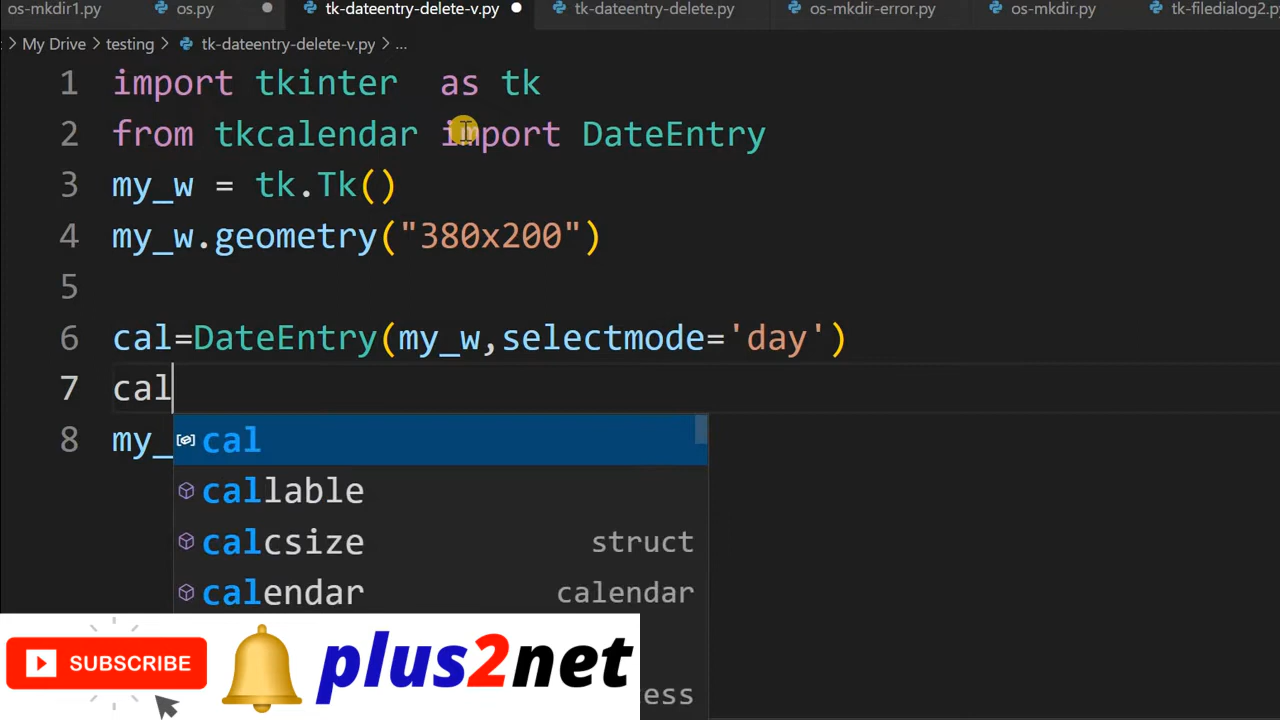 os-mkdir1.py os.py tk-dateentry-delete-v.py tk-dateentry-delete.py os-mkdir-error.py os-mkdir.py tk-filedialog2.py
> My Drive > testing > tk-dateentry-delete-v.py > ...
1 import tkinter as tk
2 from tkcalendar import DateEntry
3 my_w = tk.Tk()
4 my_w.geometry("380x200")
5
6 cal=DateEntry(my_w,selectmode='day')
7 cal
8 my_
cal
callable
calcsize struct
calendar calendar
SUBSCRIBE
plus2net